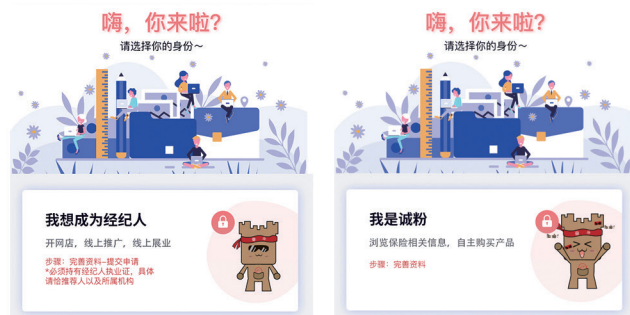 嗨，你来啦？
请选择你的身份～
我想成为经纪人
开网店，线上推广，线上展业
步骤：完善资料-提交申请
*必须持有经纪人执业证，具体
请恰推荐人以及所属机构
嗨，你来啦？
请选择你的身份～
我是诚粉
浏览保险相关信息，自主购买产品
步骤：完善资料